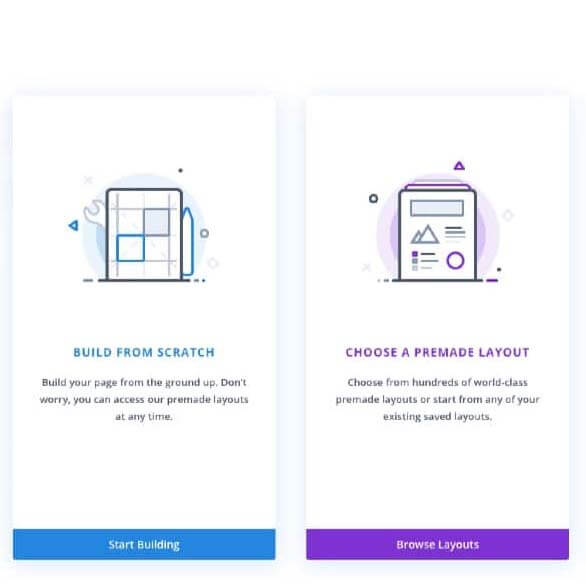 BUILD FROM SCRATCH
Build your page from the ground up. Don't
worry, you can access our premade layouts
at any time.
Start Building
CHOOSE A PREMADE LAYOUT
Choose from hundreds of world-class
premade layouts or start from any of your
existing saved layouts.
Browse Layouts